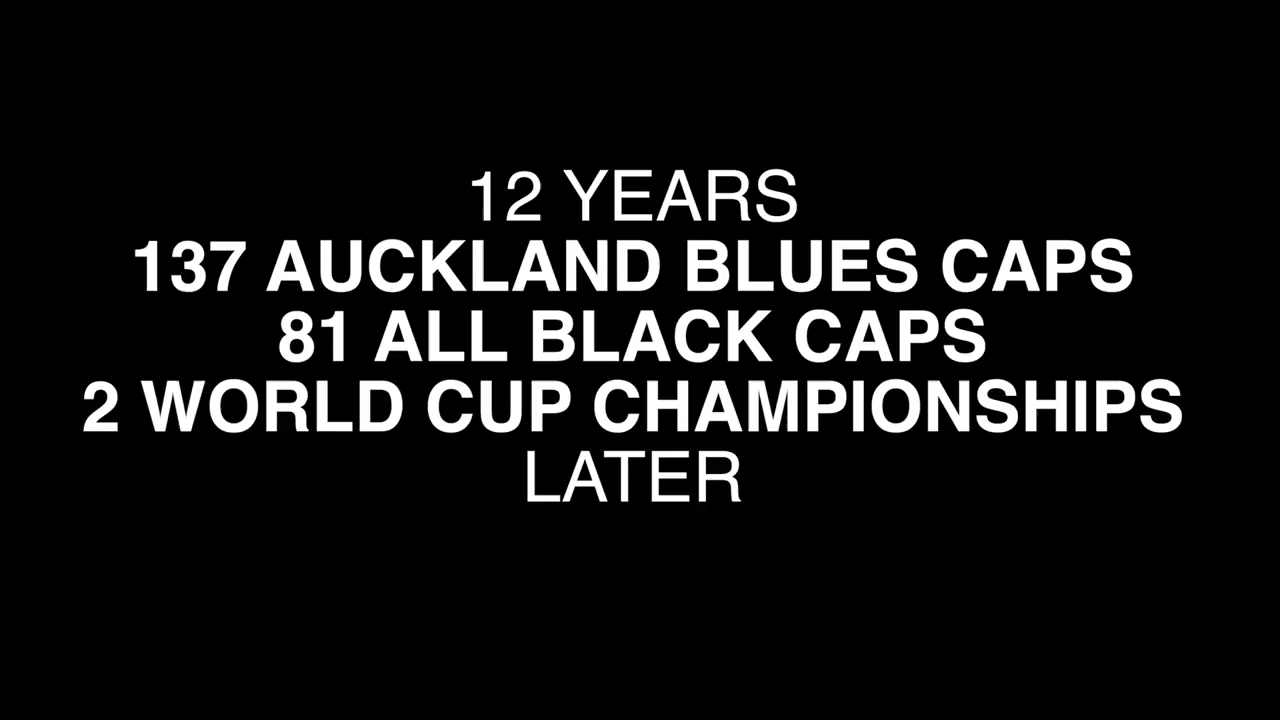 12 YEARS
137 AUCKLAND BLUES CAPS
81 ALL BLACK CAPS
2 WORLD CUP CHAMPIONSHIPS
LATER